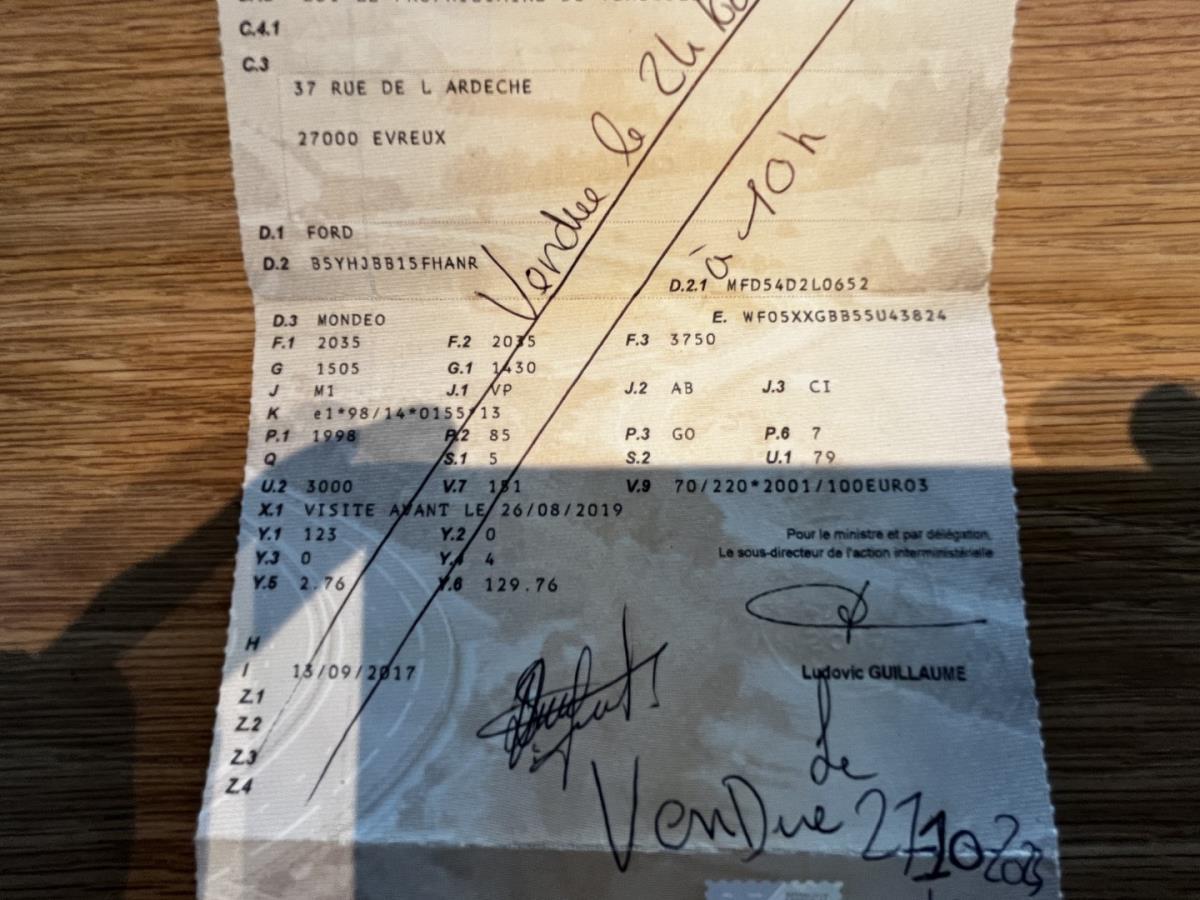 C.4.1
C.3
37 RUE DE L ARDECHE
27000 EVREUX
Vendue le 24
à 10h
D.1 FORD
D.2 B5YHJBB15FHANR
D.2.1 MFD54D2L0652
D.3 MONDEO
E. WF05XXGBB55U43824
F.1 2035 F.2 2035 F.3 3750
G 1505 G.1 1430
J M1 J.1 VP J.2 AB J.3 CI
K e1*98/14*0155*13
P.1 1998 P.2 85 P.3 GO P.6 7
Q S.1 5 S.2 U.1 79
U.2 3000 V.7 151 V.9 70/220*2001/100EURO3
X.1 VISITE AVANT LE 26/08/2019
Y.1 123 Y.2 0
Y.3 0 Y.4 4
Y.5 2.76 Y.6 129.76
Pour le ministre et par délégation,
Le sous-directeur de l'action interministérielle
H
I 13/09/2017
Ludovic GUILLAUME
Z.1
Z.2
Z.3
Z.4
Le
VenDue 27 10 2023